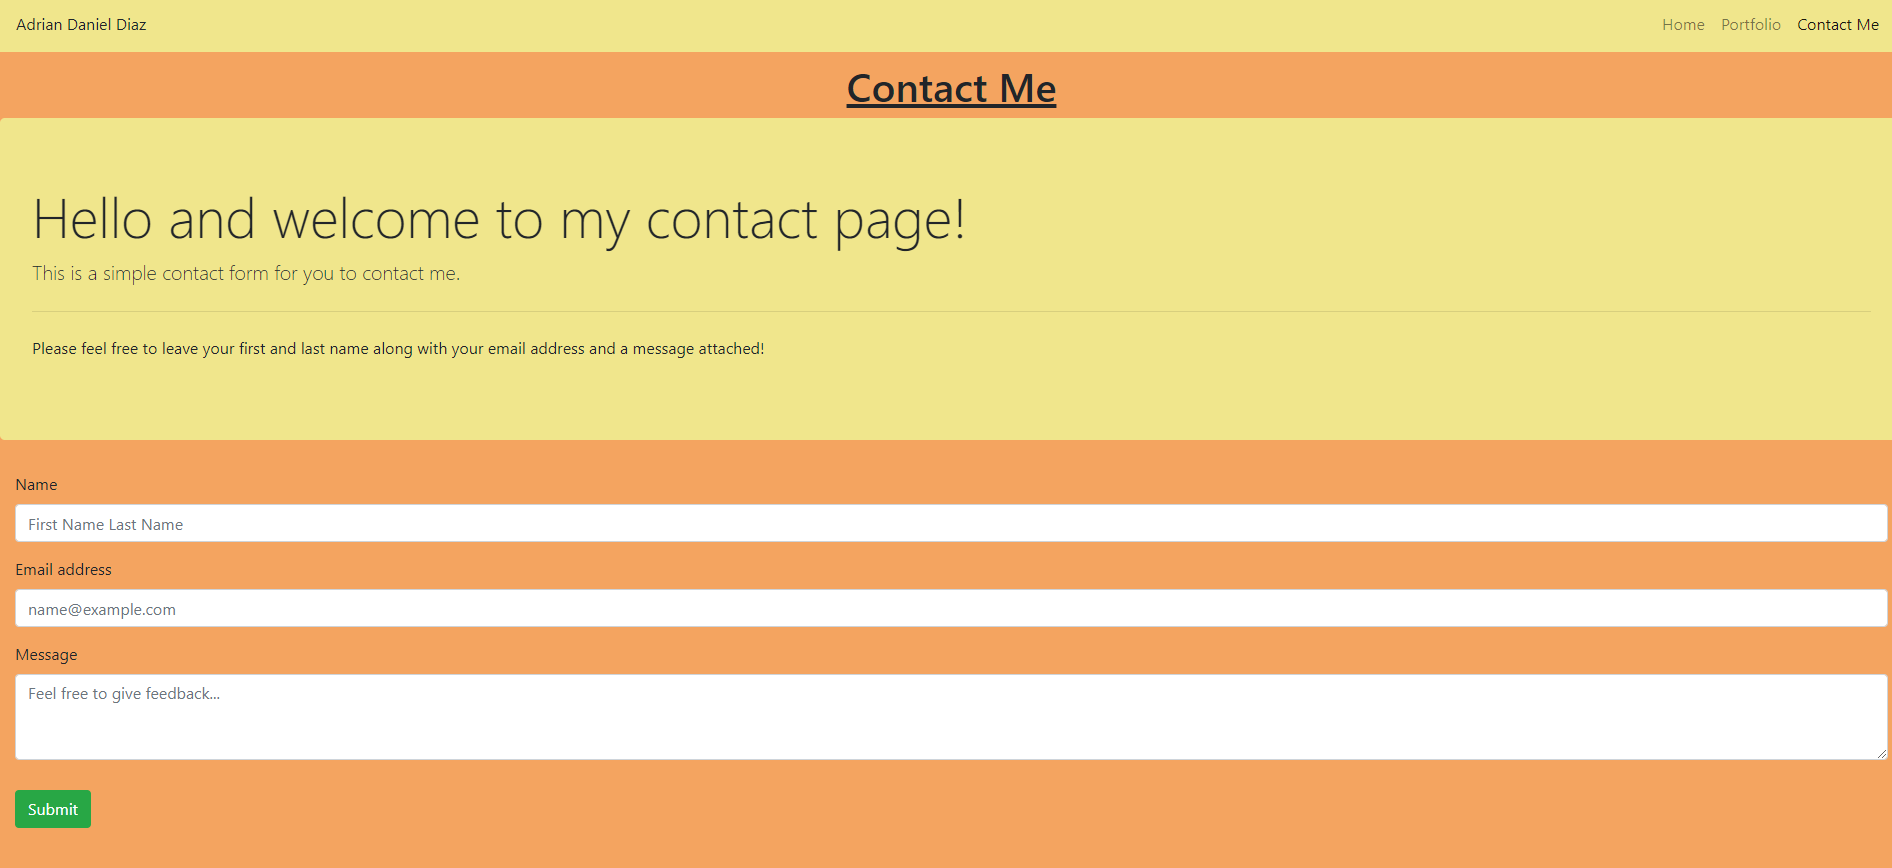 Adrian Daniel Diaz
Home Portfolio Contact Me
Contact Me
Hello and welcome to my contact page!
This is a simple contact form for you to contact me.
Please feel free to leave your first and last name along with your email address and a message attached!
Name
First Name Last Name
Email address
name@example.com
Message
Feel free to give feedback...
Submit